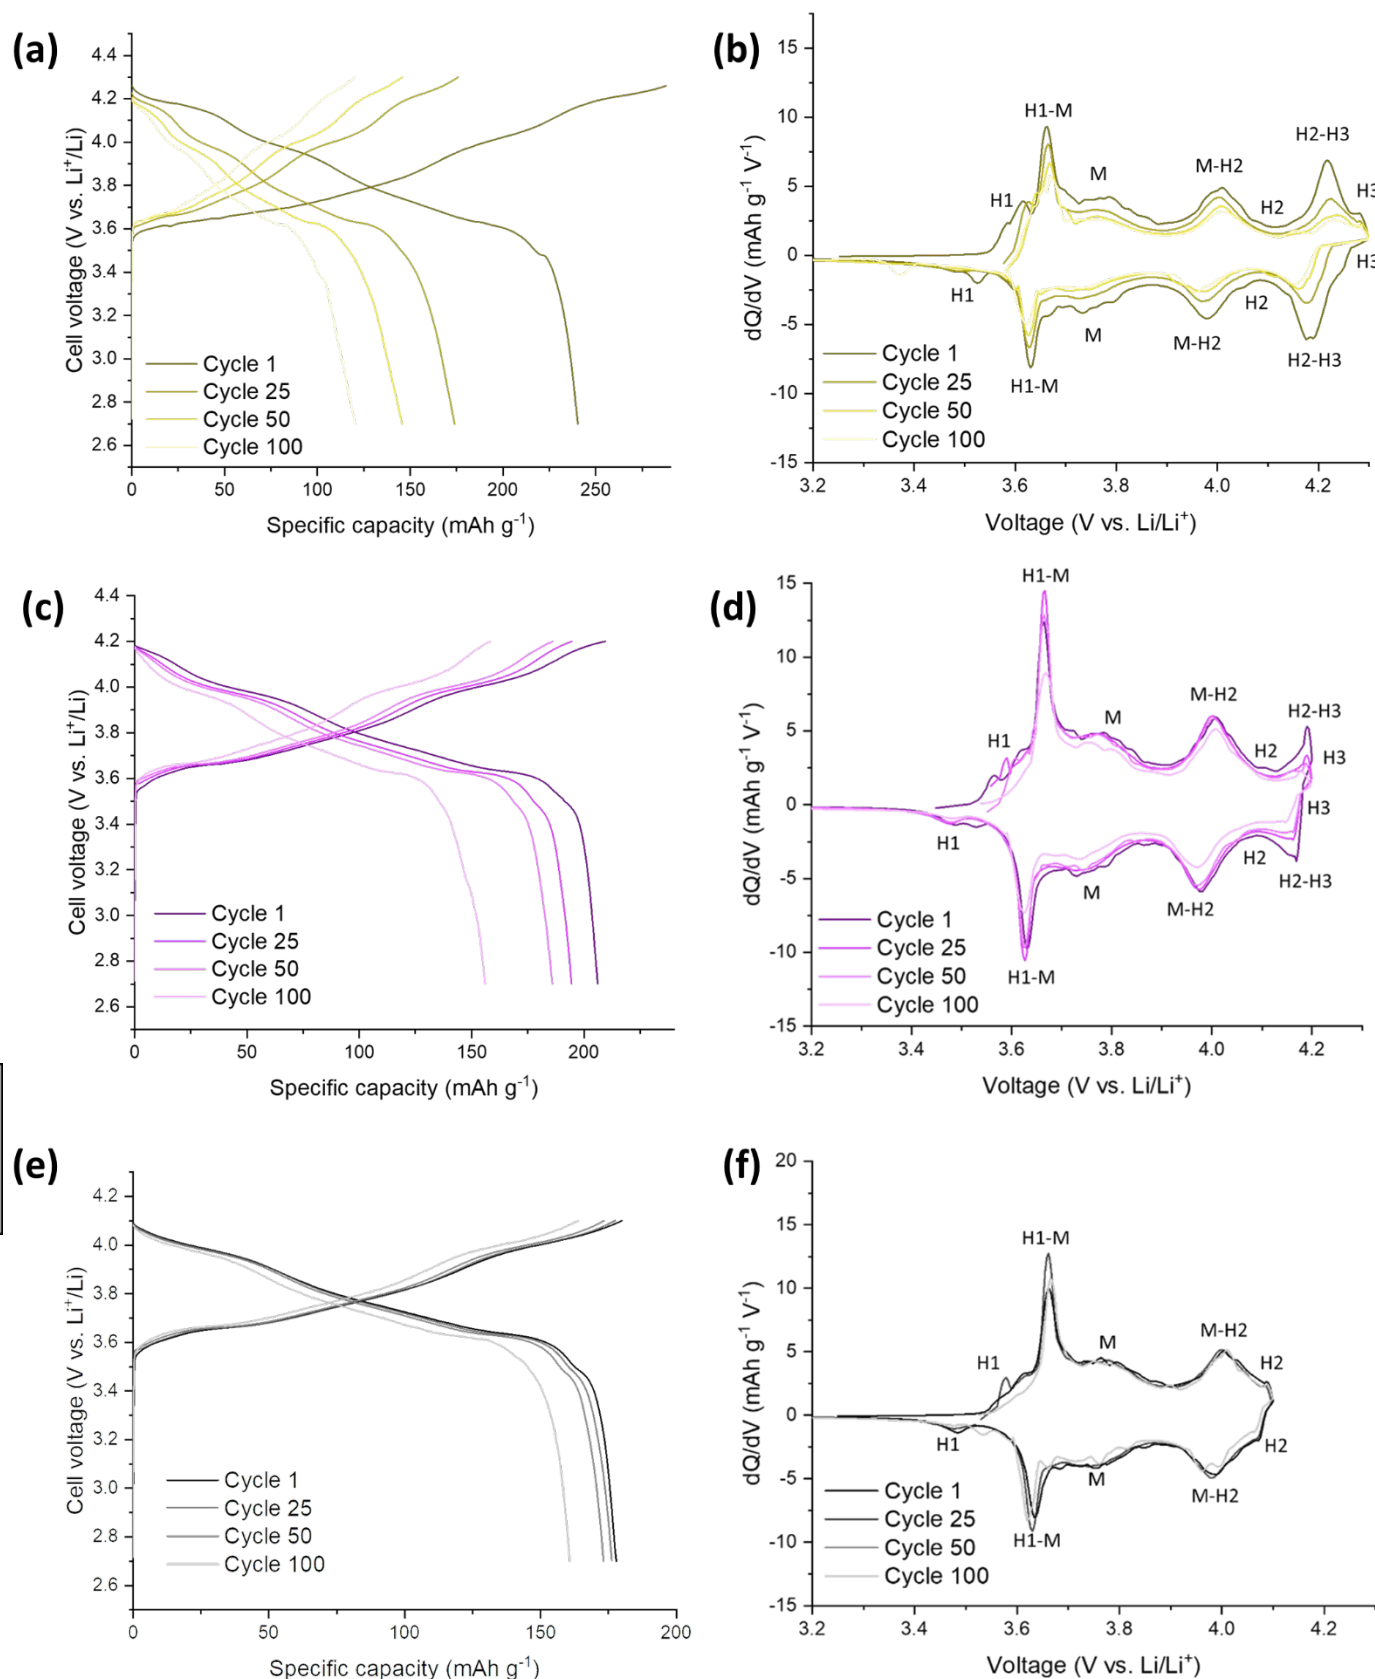 (a)
4.4
4.2
4.0
3.8
3.6
3.4
3.2
3.0
2.8
2.6
Cell voltage (V vs. Li⁺/Li)
Cycle 1
Cycle 25
Cycle 50
Cycle 100
0 50 100 150 200 250
Specific capacity (mAh g⁻¹)
(b)
15
10
5
0
-5
-10
-15
dQ/dV (mAh g⁻¹ V⁻¹)
H1-M
H1
M
M-H2
H2
H2-H3
H3
H3
H1
H2
M
M-H2
H2-H3
H1-M
Cycle 1
Cycle 25
Cycle 50
Cycle 100
3.2 3.4 3.6 3.8 4.0 4.2
Voltage (V vs. Li/Li⁺)
(c)
4.4
4.2
4.0
3.8
3.6
3.4
3.2
3.0
2.8
2.6
Cell voltage (V vs. Li⁺/Li)
Cycle 1
Cycle 25
Cycle 50
Cycle 100
0 50 100 150 200
Specific capacity (mAh g⁻¹)
(d)
15
10
5
0
-5
-10
-15
dQ/dV (mAh g⁻¹ V⁻¹)
H1-M
H1
M
M-H2
H2
H2-H3
H3
H3
H1
H2
M
M-H2
H2-H3
H1-M
Cycle 1
Cycle 25
Cycle 50
Cycle 100
3.2 3.4 3.6 3.8 4.0 4.2
Voltage (V vs. Li/Li⁺)
(e)
4.2
4.0
3.8
3.6
3.4
3.2
3.0
2.8
2.6
Cell voltage (V vs. Li⁺/Li)
Cycle 1
Cycle 25
Cycle 50
Cycle 100
0 50 100 150 200
Specific capacity (mAh g⁻¹)
(f)
20
15
10
5
0
-5
-10
-15
dQ/dV (mAh g⁻¹ V⁻¹)
H1-M
H1
M
M-H2
H2
H1
H2
M
M-H2
H1-M
Cycle 1
Cycle 25
Cycle 50
Cycle 100
3.2 3.4 3.6 3.8 4.0 4.2
Voltage (V vs. Li/Li⁺)